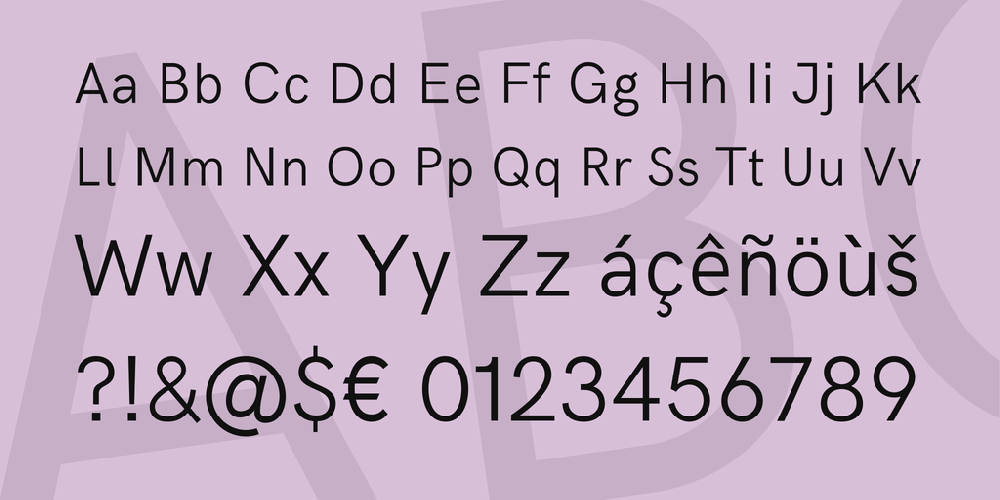 Aa Bb Cc Dd Ee Ff Gg Hh Ii Jj Kk
Ll Mm Nn Oo Pp Qq Rr Ss Tt Uu Vv
Ww Xx Yy Zz áçêñöùš
?!&@$€ 0123456789
ABC